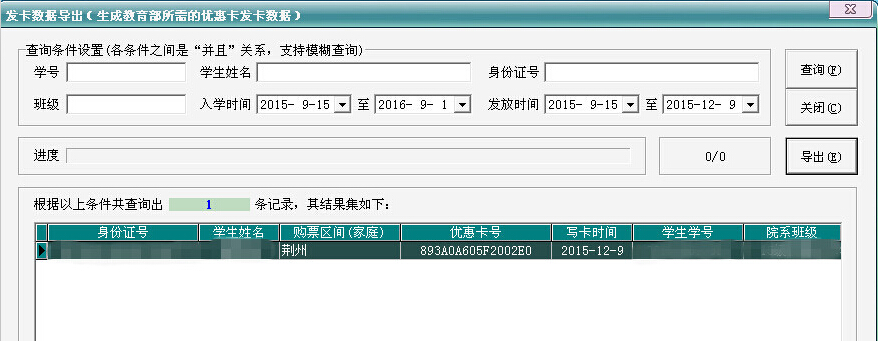 发卡数据导出(生成教育部所需的优惠卡发卡数据)
查询条件设置(各条件之间是“并且”关系，支持模糊查询)
学号 学生姓名 身份证号 查询(F)
班级 入学时间 2015- 9-15 至 2016- 9- 1 发放时间 2015- 9-15 至 2015-12- 9 关闭(C)
进度 0/0 导出(E)
根据以上条件共查询出 1 条记录，其结果集如下：
身份证号 学生姓名 购票区间(家庭) 优惠卡号 写卡时间 学生学号 院系班级
荆州 893A0A605F2002E0 2015-12-9